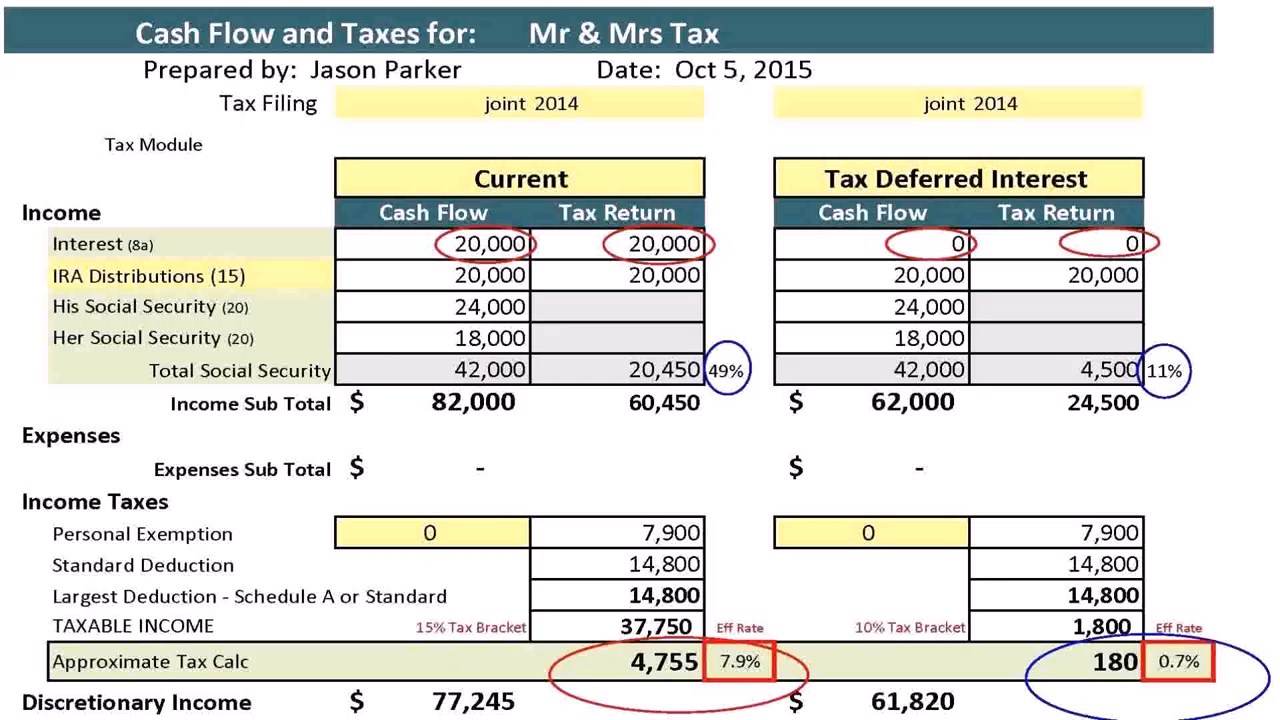 Cash Flow and Taxes for: Mr & Mrs Tax
Prepared by: Jason Parker Date: Oct 5, 2015
Tax Filing joint 2014 joint 2014
Tax Module
Current Tax Deferred Interest
Income Cash Flow Tax Return Cash Flow Tax Return
Interest (8a) 20,000 20,000 0 0
IRA Distributions (15) 20,000 20,000 20,000 20,000
His Social Security (20) 24,000 24,000
Her Social Security (20) 18,000 18,000
Total Social Security 42,000 20,450 49% 42,000 4,500 11%
Income Sub Total $ 82,000 60,450 $ 62,000 24,500
Expenses
Expenses Sub Total $ - $ -
Income Taxes
Personal Exemption 0 7,900 0 7,900
Standard Deduction 14,800 14,800
Largest Deduction - Schedule A or Standard 14,800 14,800
TAXABLE INCOME 15% Tax Bracket 37,750 Eff Rate 10% Tax Bracket 1,800 Eff Rate
Approximate Tax Calc 4,755 7.9% 180 0.7%
Discretionary Income $ 77,245 $ 61,820